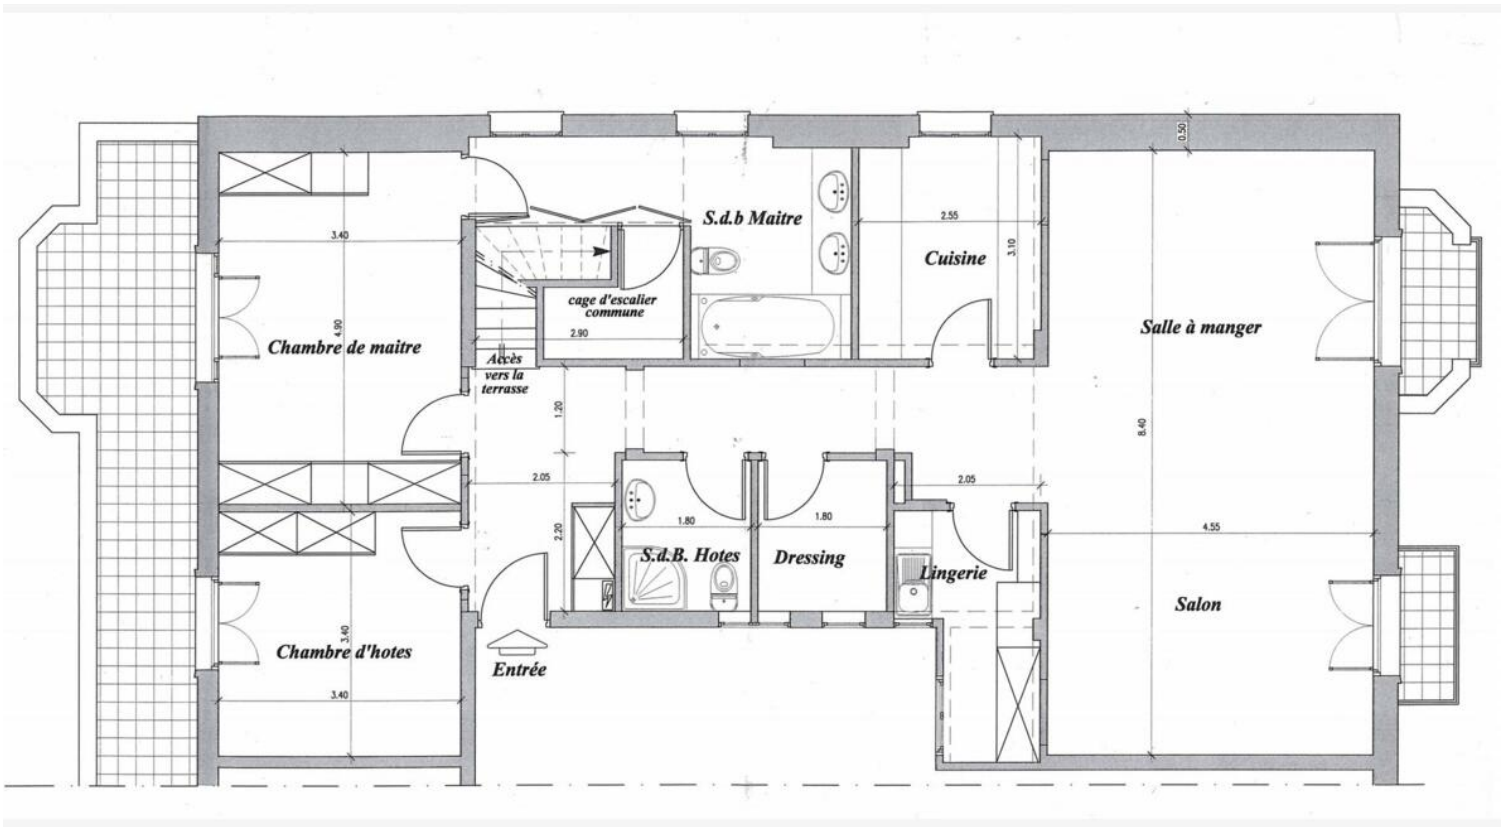 0.50
S.d.b Maitre
2.55
3.40
3.10
Cuisine
cage d'escalier
commune
2.90
4.90
Chambre de maitre
Salle à manger
Accès
vers la
terrasse
1.20
8.40
2.05
2.05
1.80
1.80
4.55
2.20
S.d.B. Hotes
Dressing
Lingerie
Salon
3.40
Chambre d'hotes
Entrée
3.40